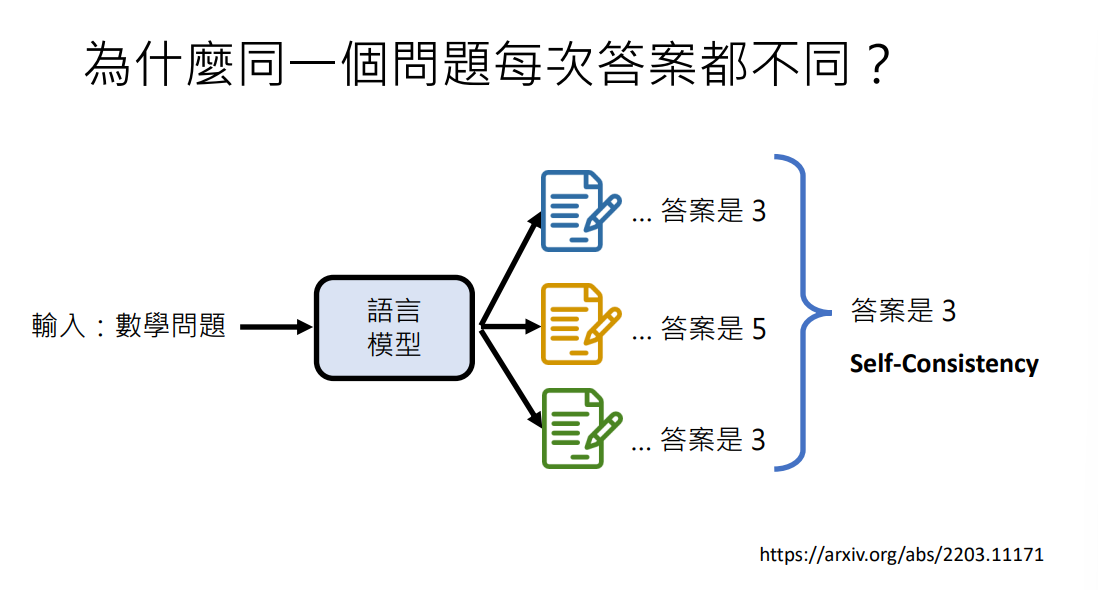 為什麼同一個問題每次答案都不同？
輸入：數學問題
語言
模型
... 答案是 3
... 答案是 5
... 答案是 3
答案是 3
Self-Consistency
https://arxiv.org/abs/2203.11171